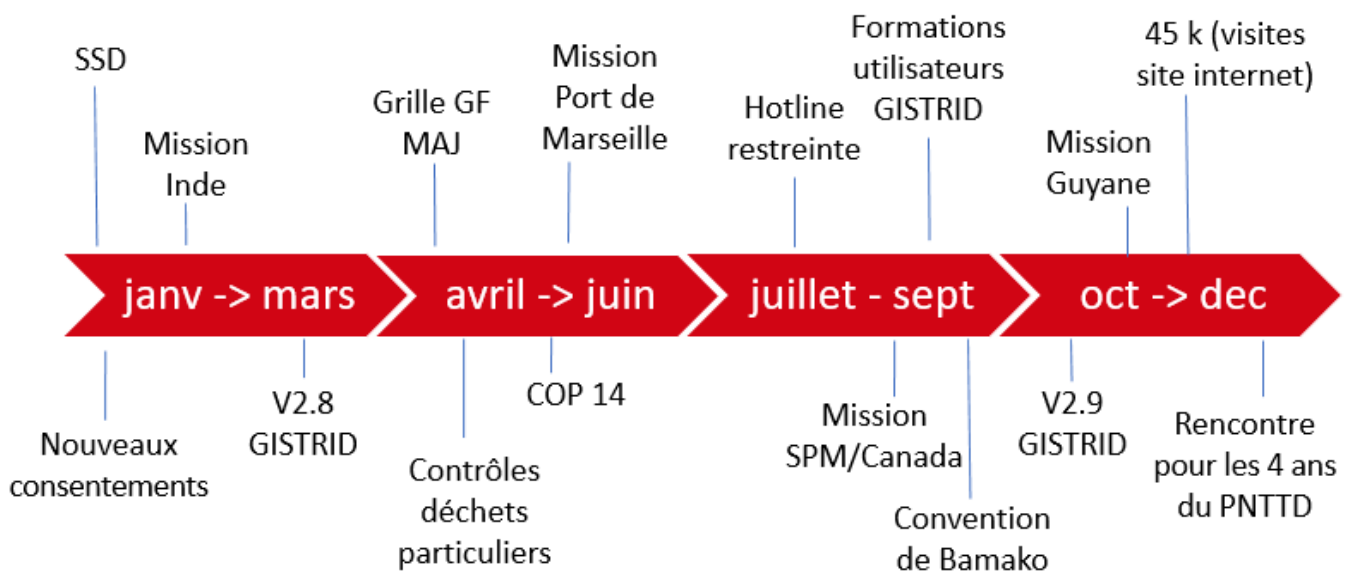 SSD
Mission
Inde
Grille GF
MAJ
Mission
Port de
Marseille
Hotline
restreinte
Formations
utilisateurs
GISTRID
Mission
Guyane
45 k (visites
site internet)
janv -> mars
avril -> juin
juillet - sept
oct -> dec
Nouveaux
consentements
V2.8
GISTRID
Contrôles
déchets
particuliers
COP 14
Mission
SPM/Canada
Convention
de Bamako
V2.9
GISTRID
Rencontre
pour les 4 ans
du PNTTD